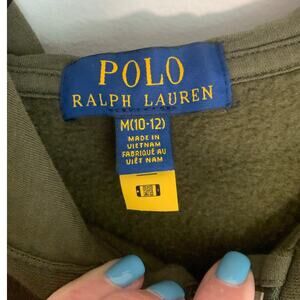 POLO
RALPH LAUREN
M(10-12)
MADE IN
VIETNAM
FABRIQUÉ AU
VIÊT NAM